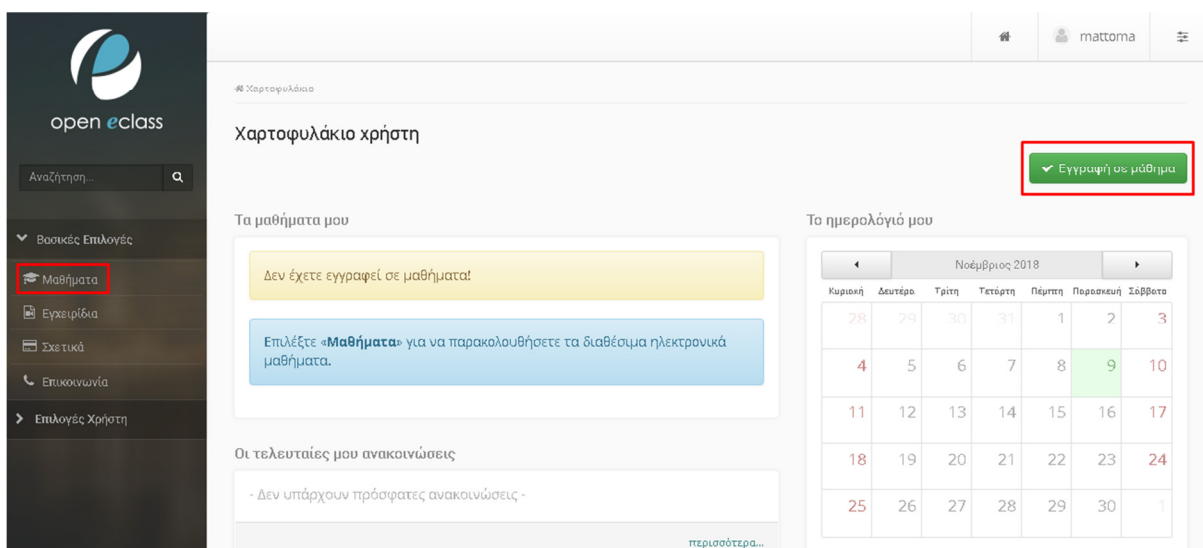 mattoma
open eclass
Αναζήτηση...
Βασικές Επιλογές
Μαθήματα
Εγχειρίδια
Σχετικά
Επικοινωνία
Επιλογές Χρήστη
Χαρτοφυλάκιο
Χαρτοφυλάκιο χρήστη
Εγγραφή σε μάθημα
Τα μαθήματα μου
Δεν έχετε εγγραφεί σε μαθήματα!
Επιλέξτε «Μαθήματα» για να παρακολουθήσετε τα διαθέσιμα ηλεκτρονικά
μαθήματα.
Οι τελευταίες μου ανακοινώσεις
- Δεν υπάρχουν πρόσφατες ανακοινώσεις -
περισσότερα...
Το ημερολόγιό μου
Νοέμβριος 2018
Κυριακή Δευτέρα Τρίτη Τετάρτη Πέμπτη Παρασκευή Σάββατο
28 29 30 31 1 2 3
4 5 6 7 8 9 10
11 12 13 14 15 16 17
18 19 20 21 22 23 24
25 26 27 28 29 30 1